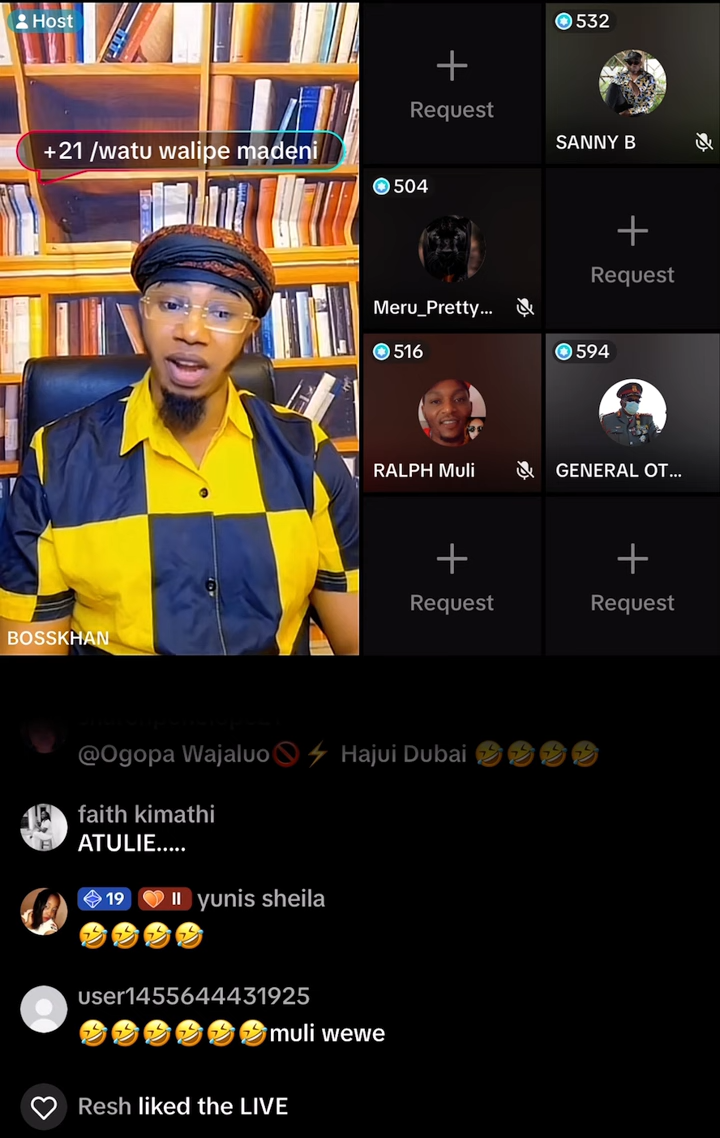 Host
+21 /watu walipe madeni
BOSSKHAN
Request
532
SANNY B
504
Meru_Pretty...
Request
516
RALPH Muli
594
GENERAL OT...
Request
Request
@Ogopa Wajaluo🚫⚡ Hajui Dubai 🤣🤣🤣🤣
faith kimathi
ATULIE.....
19 II yunis sheila
🤣🤣🤣🤣
user1455644431925
🤣🤣🤣🤣🤣🤣muli wewe
Resh liked the LIVE